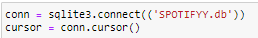 conn = sqlite3.connect(('SPOTIFYY.db'))
cursor = conn.cursor()